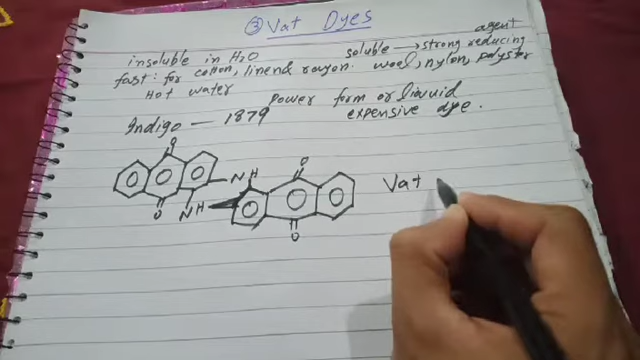 ③ Vat Dyes
insoluble in H2O soluble → strong reducing agent
fast: for cotton, linen & rayon. wool, nylon, polyster
Hot water
Power form or liquid
Indigo — 1879 expensive dye.
O
O
NH
NH
O
O
Vat